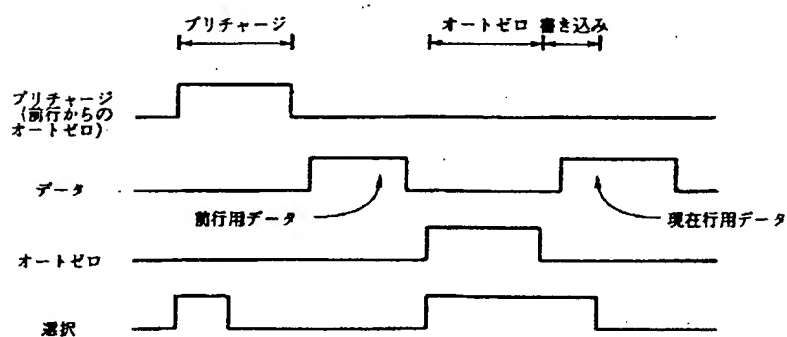 プリチャージ
オートゼロ 書き込み
プリチャージ
(前行からの
オートゼロ)
データ
前行用データ
現在行用データ
オートゼロ
選択